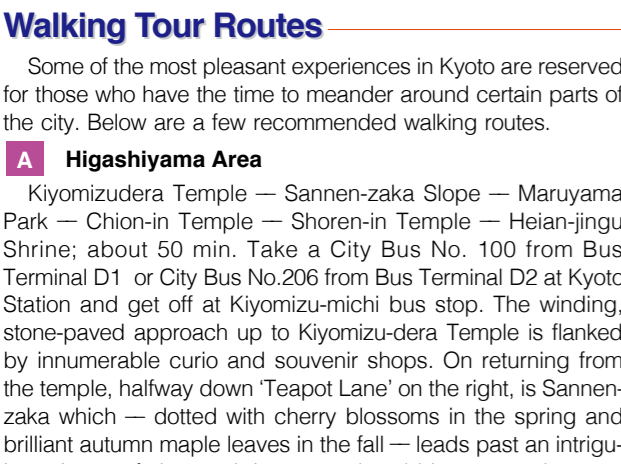 Walking Tour Routes
Some of the most pleasant experiences in Kyoto are reserved
for those who have the time to meander around certain parts of
the city. Below are a few recommended walking routes.
A Higashiyama Area
Kiyomizudera Temple — Sannen-zaka Slope — Maruyama
Park — Chion-in Temple — Shoren-in Temple — Heian-jingu
Shrine; about 50 min. Take a City Bus No. 100 from Bus
Terminal D1 or City Bus No.206 from Bus Terminal D2 at Kyoto
Station and get off at Kiyomizu-michi bus stop. The winding,
stone-paved approach up to Kiyomizu-dera Temple is flanked
by innumerable curio and souvenir shops. On returning from
the temple, halfway down ‘Teapot Lane’ on the right, is Sannen-
zaka which — dotted with cherry blossoms in the spring and
brilliant autumn maple leaves in the fall — leads past an intrigu-